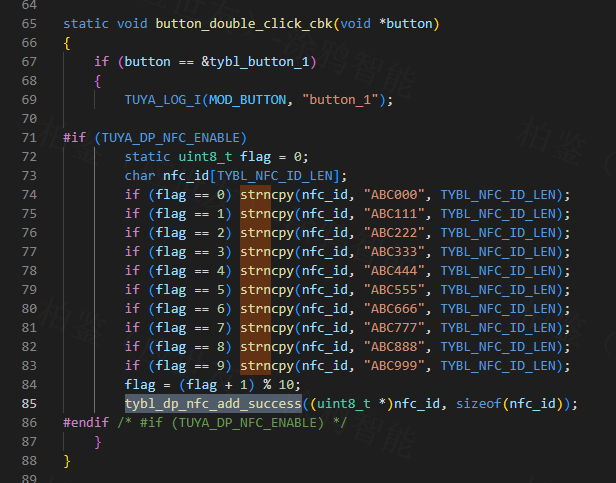 64
65 static void button_double_click_cbk(void *button)
66 {
67 if (button == &tybl_button_1)
68 {
69 TUYA_LOG_I(MOD_BUTTON, "button_1");
70
71 #if (TUYA_DP_NFC_ENABLE)
72 static uint8_t flag = 0;
73 char nfc_id[TYBL_NFC_ID_LEN];
74 if (flag == 0) strncpy(nfc_id, "ABC000", TYBL_NFC_ID_LEN);
75 if (flag == 1) strncpy(nfc_id, "ABC111", TYBL_NFC_ID_LEN);
76 if (flag == 2) strncpy(nfc_id, "ABC222", TYBL_NFC_ID_LEN);
77 if (flag == 3) strncpy(nfc_id, "ABC333", TYBL_NFC_ID_LEN);
78 if (flag == 4) strncpy(nfc_id, "ABC444", TYBL_NFC_ID_LEN);
79 if (flag == 5) strncpy(nfc_id, "ABC555", TYBL_NFC_ID_LEN);
80 if (flag == 6) strncpy(nfc_id, "ABC666", TYBL_NFC_ID_LEN);
81 if (flag == 7) strncpy(nfc_id, "ABC777", TYBL_NFC_ID_LEN);
82 if (flag == 8) strncpy(nfc_id, "ABC888", TYBL_NFC_ID_LEN);
83 if (flag == 9) strncpy(nfc_id, "ABC999", TYBL_NFC_ID_LEN);
84 flag = (flag + 1) % 10;
85 tybl_dp_nfc_add_success((uint8_t *)nfc_id, sizeof(nfc_id));
86 #endif /* #if (TUYA_DP_NFC_ENABLE) */
87 }
88 }
89